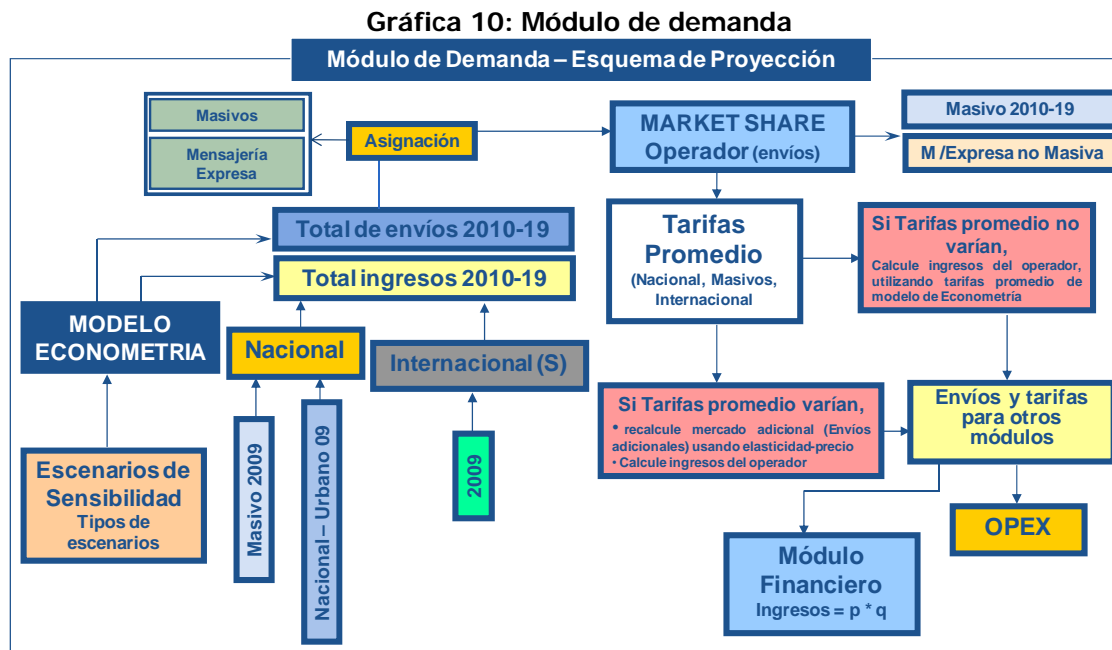 Gráfica 10: Módulo de demanda
Módulo de Demanda – Esquema de Proyección
Masivos
Mensajería
Expresa
Asignación
MARKET SHARE
Operador (envíos)
Masivo 2010-19
M /Expresa no Masiva
Total de envíos 2010-19
Total ingresos 2010-19
Tarifas
Promedio
(Nacional, Masivos,
Internacional
Si Tarifas promedio no
varían,
Calcule ingresos del operador,
utilizando tarifas promedio de
modelo de Econometría
MODELO
ECONOMETRIA
Nacional
Internacional (S)
Escenarios de
Sensibilidad
Tipos de
escenarios
Masivo 2009
Nacional – Urbano 09
2009
Si Tarifas promedio varían,
• recalcule mercado adicional (Envíos
adicionales) usando elasticidad-precio
• Calcule ingresos del operador
Envíos y tarifas
para otros
módulos
Módulo
Financiero
Ingresos = p * q
OPEX